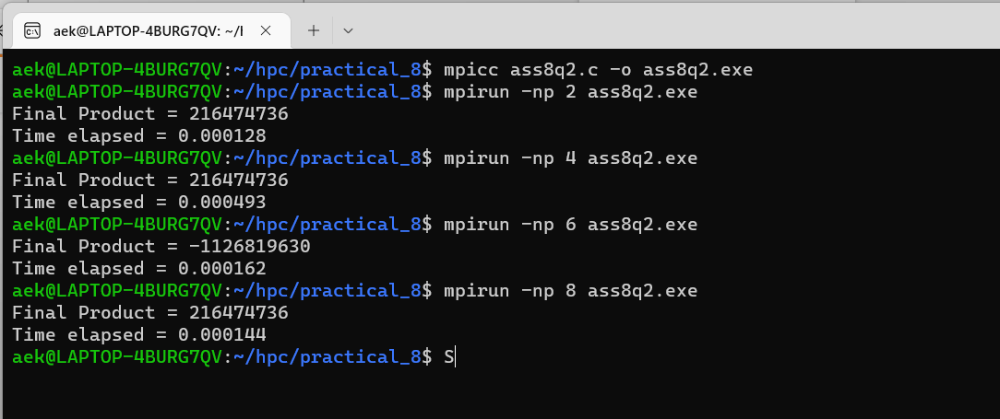 aek@LAPTOP-4BURG7QV: ~/l
aek@LAPTOP-4BURG7QV:~/hpc/practical_8$ mpicc ass8q2.c -o ass8q2.exe
aek@LAPTOP-4BURG7QV:~/hpc/practical_8$ mpirun -np 2 ass8q2.exe
Final Product = 216474736
Time elapsed = 0.000128
aek@LAPTOP-4BURG7QV:~/hpc/practical_8$ mpirun -np 4 ass8q2.exe
Final Product = 216474736
Time elapsed = 0.000493
aek@LAPTOP-4BURG7QV:~/hpc/practical_8$ mpirun -np 6 ass8q2.exe
Final Product = -1126819630
Time elapsed = 0.000162
aek@LAPTOP-4BURG7QV:~/hpc/practical_8$ mpirun -np 8 ass8q2.exe
Final Product = 216474736
Time elapsed = 0.000144
aek@LAPTOP-4BURG7QV:~/hpc/practical_8$ S